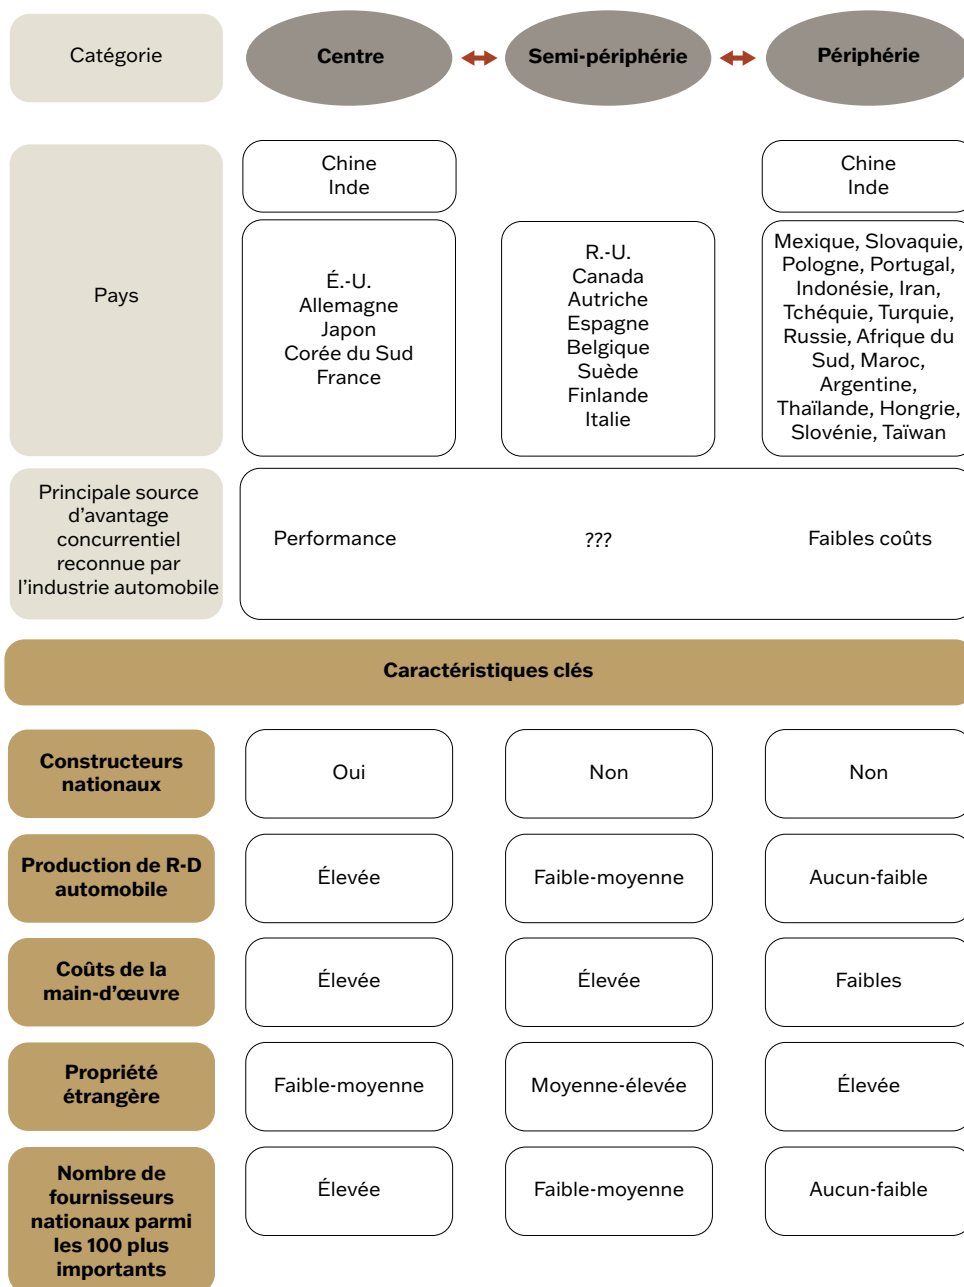 Catégorie
Centre
Semi-périphérie
Périphérie
Pays
Chine
Inde
É.-U.
Allemagne
Japon
Corée du Sud
France
R.-U.
Canada
Autriche
Espagne
Belgique
Suède
Finlande
Italie
Chine
Inde
Mexique, Slovaquie,
Pologne, Portugal,
Indonésie, Iran,
Tchéquie, Turquie,
Russie, Afrique du
Sud, Maroc,
Argentine,
Thaïlande, Hongrie,
Slovénie, Taïwan
Principale source
d’avantage
concurrentiel
reconnue par
l’industrie automobile
Performance
???
Faibles coûts
Caractéristiques clés
Constructeurs
nationaux
Oui
Non
Non
Production de R-D
automobile
Élevée
Faible-moyenne
Aucun-faible
Coûts de la
main-d’œuvre
Élevée
Élevée
Faibles
Propriété
étrangère
Faible-moyenne
Moyenne-élevée
Élevée
Nombre de
fournisseurs
nationaux parmi
les 100 plus
importants
Élevée
Faible-moyenne
Aucun-faible